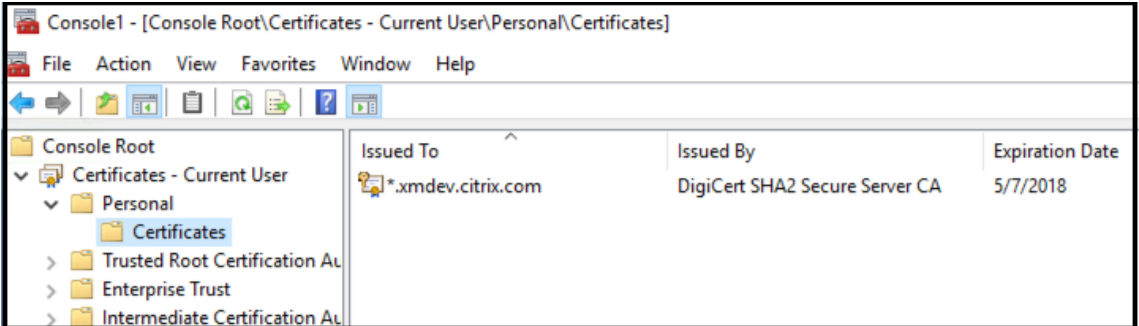 Console1 - [Console Root\Certificates - Current User\Personal\Certificates]
File Action View Favorites Window Help
Console Root
Certificates - Current User
Personal
Certificates
Trusted Root Certification Au
Enterprise Trust
Intermediate Certification Au
Issued To Issued By Expiration Date
*.xmdev.citrix.com DigiCert SHA2 Secure Server CA 5/7/2018